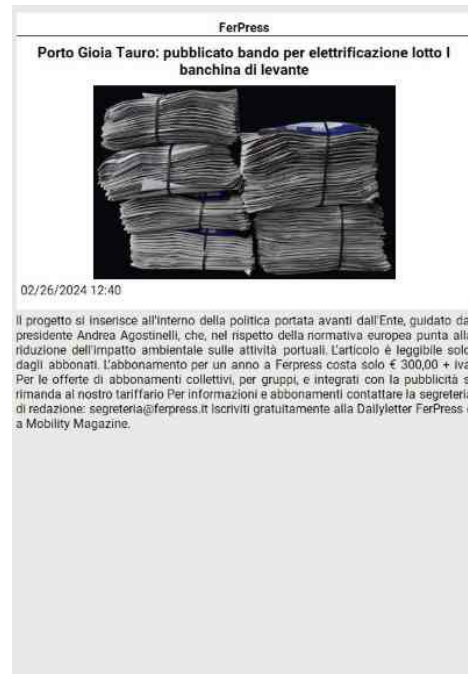 FerPress
Porto Gioia Tauro: pubblicato bando per elettrificazione lotto I
banchina di levante
02/26/2024 12:40
Il progetto si inserisce all'interno della politica portata avanti dall'Ente, guidato da
presidente Andrea Agostinelli, che, nel rispetto della normativa europea punta alla
riduzione dell'impatto ambientale sulle attività portuali. L'articolo è leggibile solo
dagli abbonati. L'abbonamento per un anno a Ferpress costa solo € 300,00 + iva
Per le offerte di abbonamenti collettivi, per gruppi, e integrati con la pubblicità s
rimanda al nostro tariffario Per informazioni e abbonamenti contattare la segreteria
di redazione: segreteria@ferpress.it Iscriviti gratuitamente alla Dailyletter FerPress e
a Mobility Magazine.